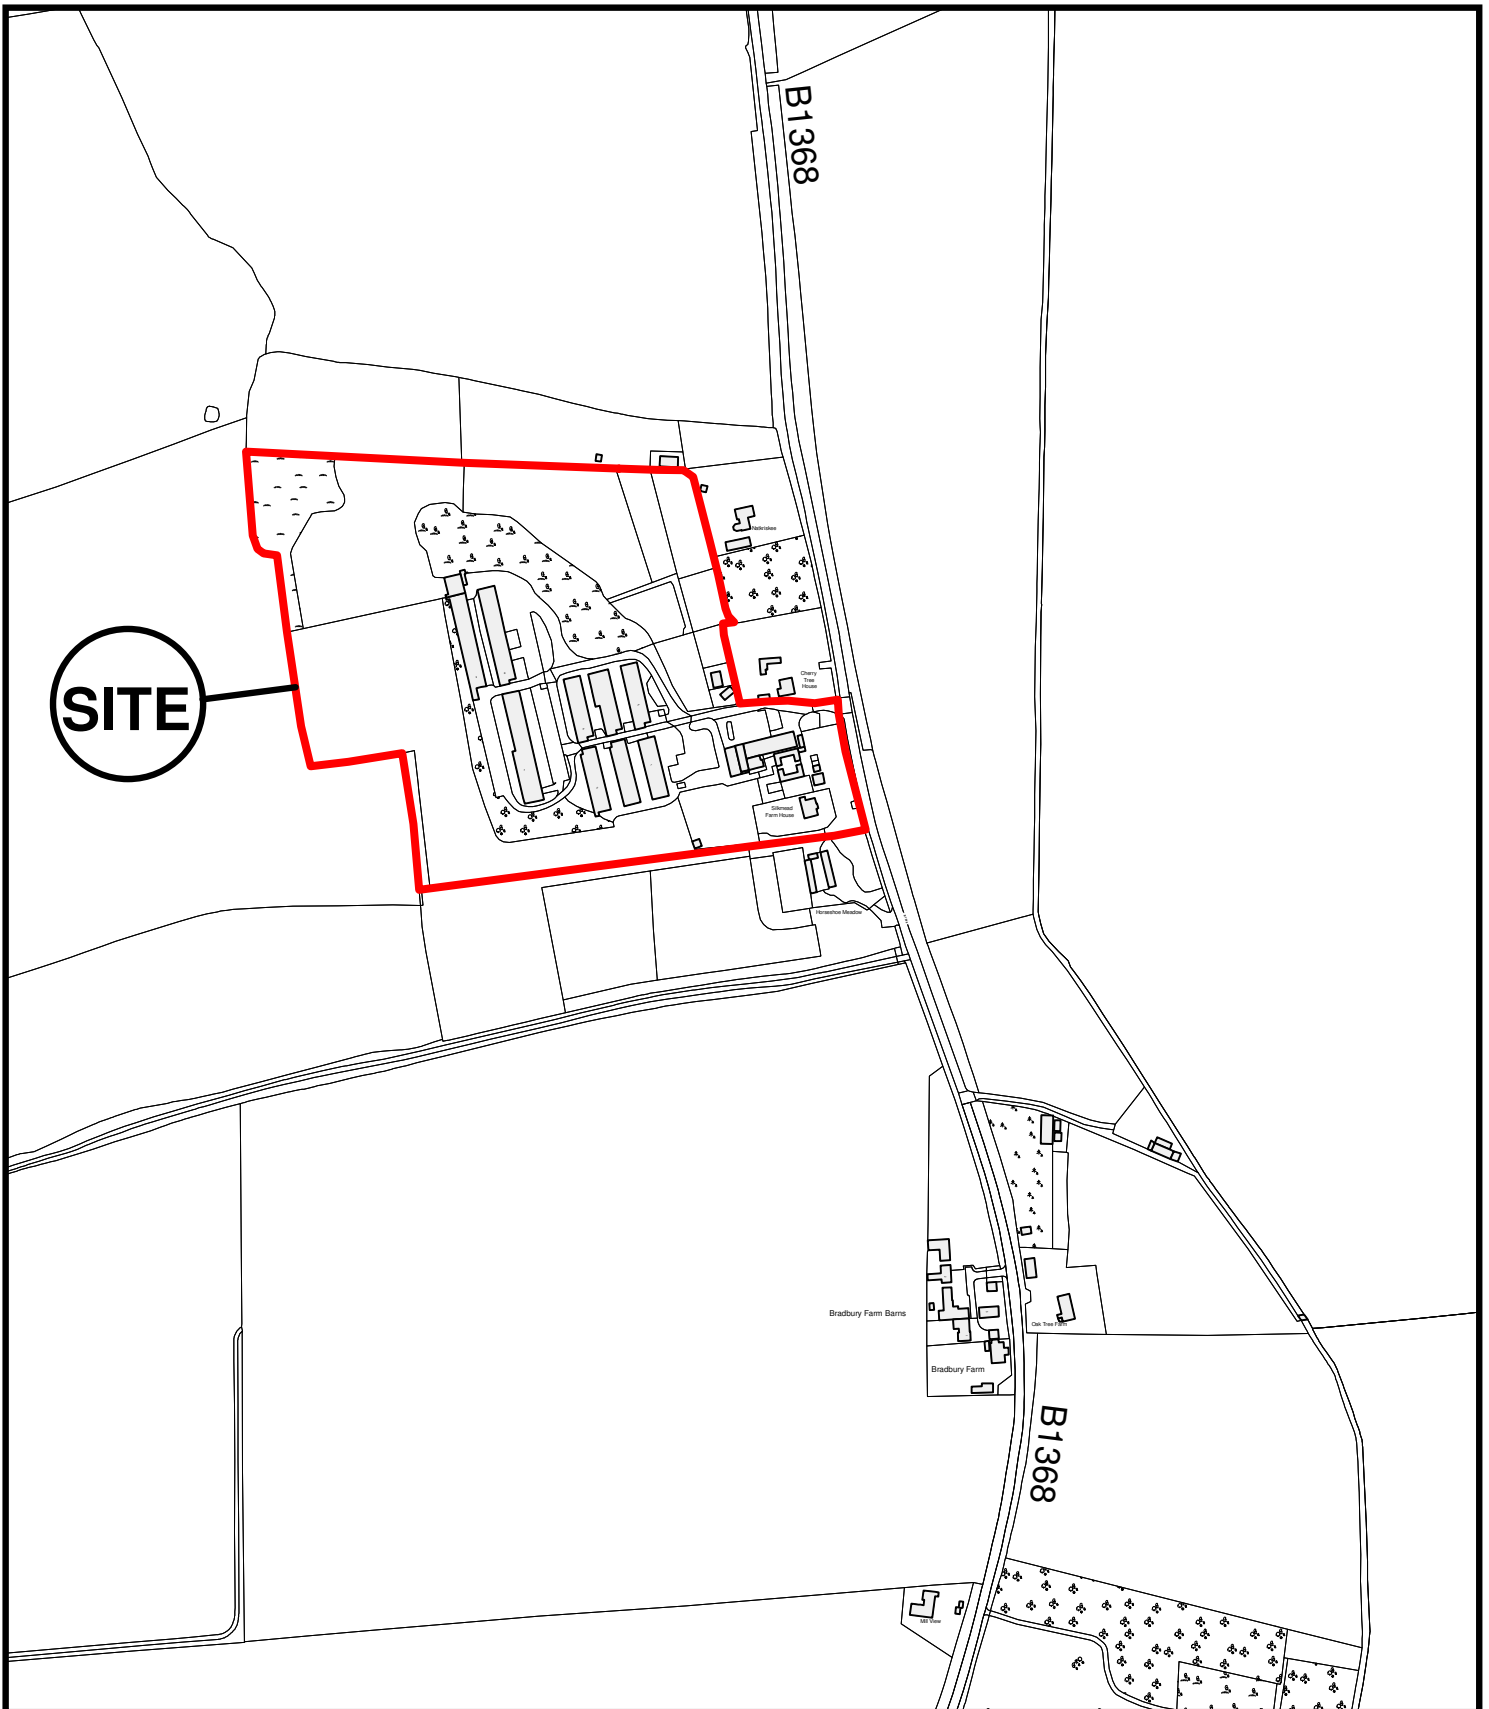 B1368
Cherry
Tree
House
SITE
Silkmead
Farm House
Horseshoe Meadow
Bradbury Farm Barns
Oak Tree Farm
Bradbury Farm
B1368
Mill View